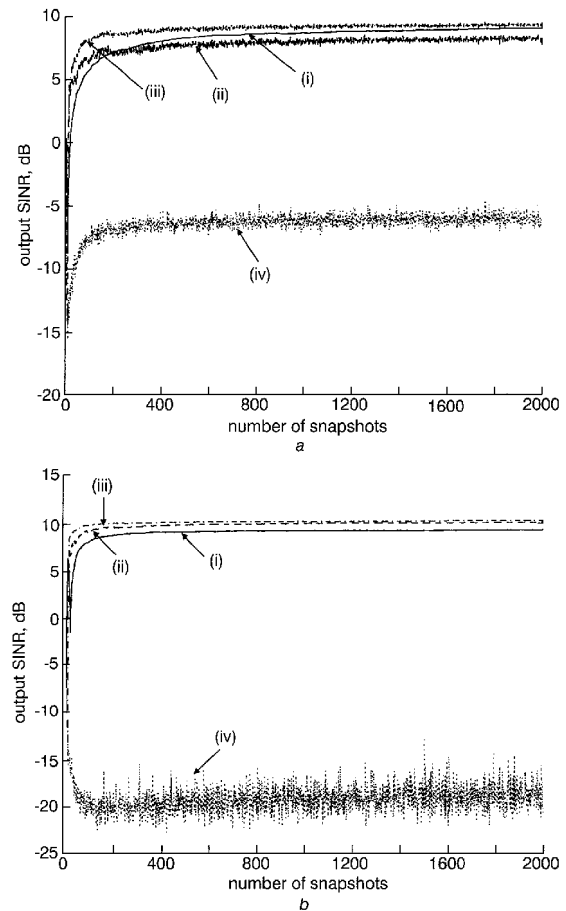 10
5
0
-5
-10
-15
-20
output SINR, dB
(iii)
(ii)
(i)
(iv)
0 400 800 1200 1600 2000
number of snapshots
a
15
10
5
0
-5
-10
-15
-20
-25
output SINR, dB
(iii)
(ii)
(i)
(iv)
0 400 800 1200 1600 2000
number of snapshots
b